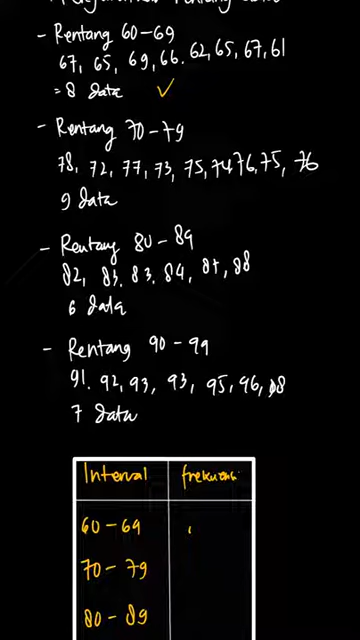 - Rentang 60-69
67, 65, 69, 66. 62, 65, 67, 61
= 8 data ✓
- Rentang 70-79
78, 72, 77, 73, 75, 74 76, 75, 76
9 data
- Rentang 80-89
82, 83, 83, 84, 87, 88
6 data
- Rentang 90-99
91. 92, 93, 93, 95, 96, 98
7 data
Interval frekuensi
60-69
70-79
80-89